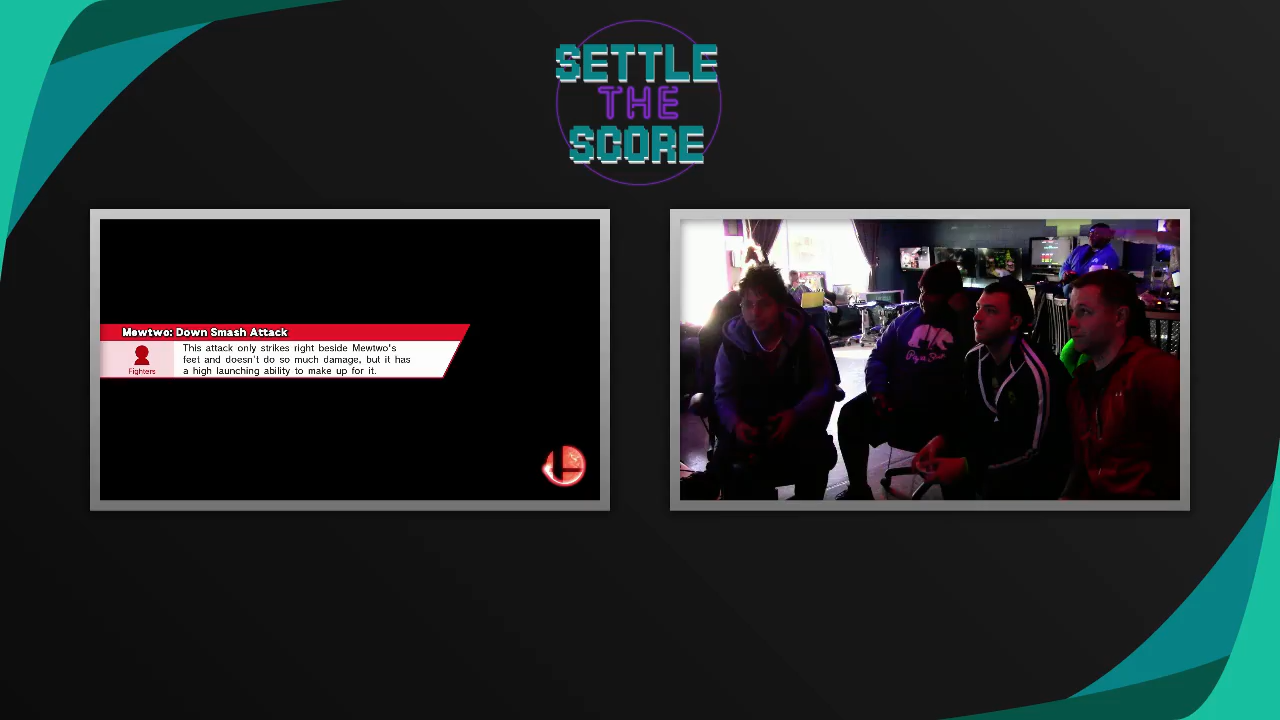 SETTLE
THE
SCORE
Mewtwo: Down Smash Attack
This attack only strikes right beside Mewtwo's
feet and doesn't do so much damage, but it has
a high launching ability to make up for it.
Fighters